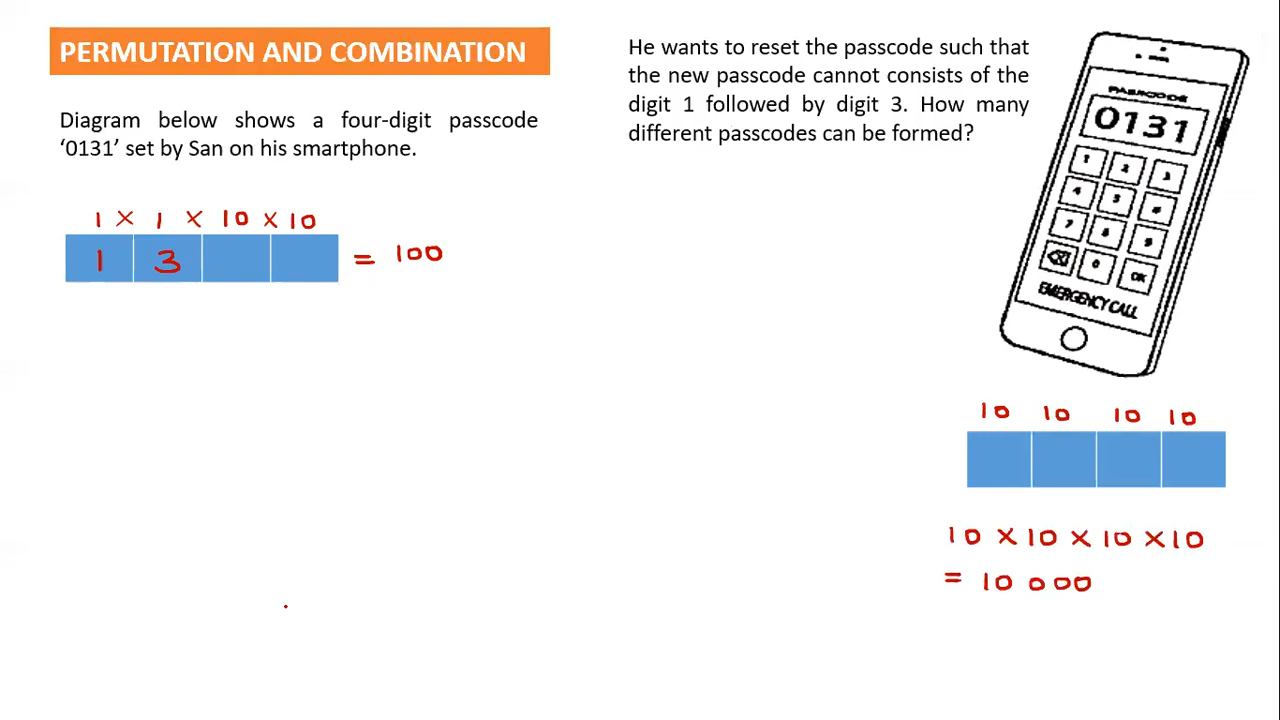 PERMUTATION AND COMBINATION
Diagram below shows a four-digit passcode
‘0131’ set by San on his smartphone.
1 × 1 × 10 × 10
1 3
= 100
He wants to reset the passcode such that
the new passcode cannot consists of the
digit 1 followed by digit 3. How many
different passcodes can be formed?
PASSCODE
0131
1 2 3
4
7 8 9
0 OK
EMERGENCY CALL
10 10 10 10
10 × 10 × 10 × 10
= 10 000